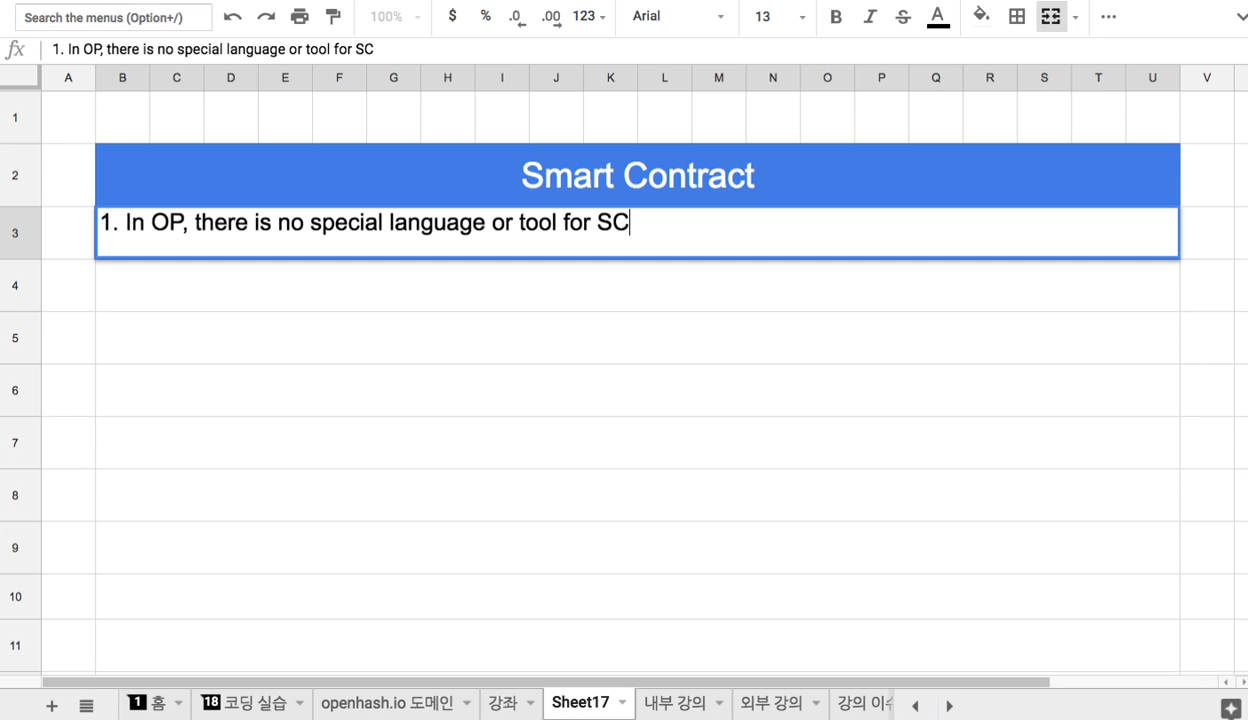 Search the menus (Option+/)
100%
$ % .0 .00 123
Arial
13
B I S A
fx 1. In OP, there is no special language or tool for SC
A B C D E F G H I J K L M N O P Q R S T U V
1
2
Smart Contract
3
1. In OP, there is no special language or tool for SC
4
5
6
7
8
9
10
11
+ 1 홈 18 코딩 실습 openhash.io 도메인 강좌 Sheet17 내부 강의 외부 강의 강의 이수